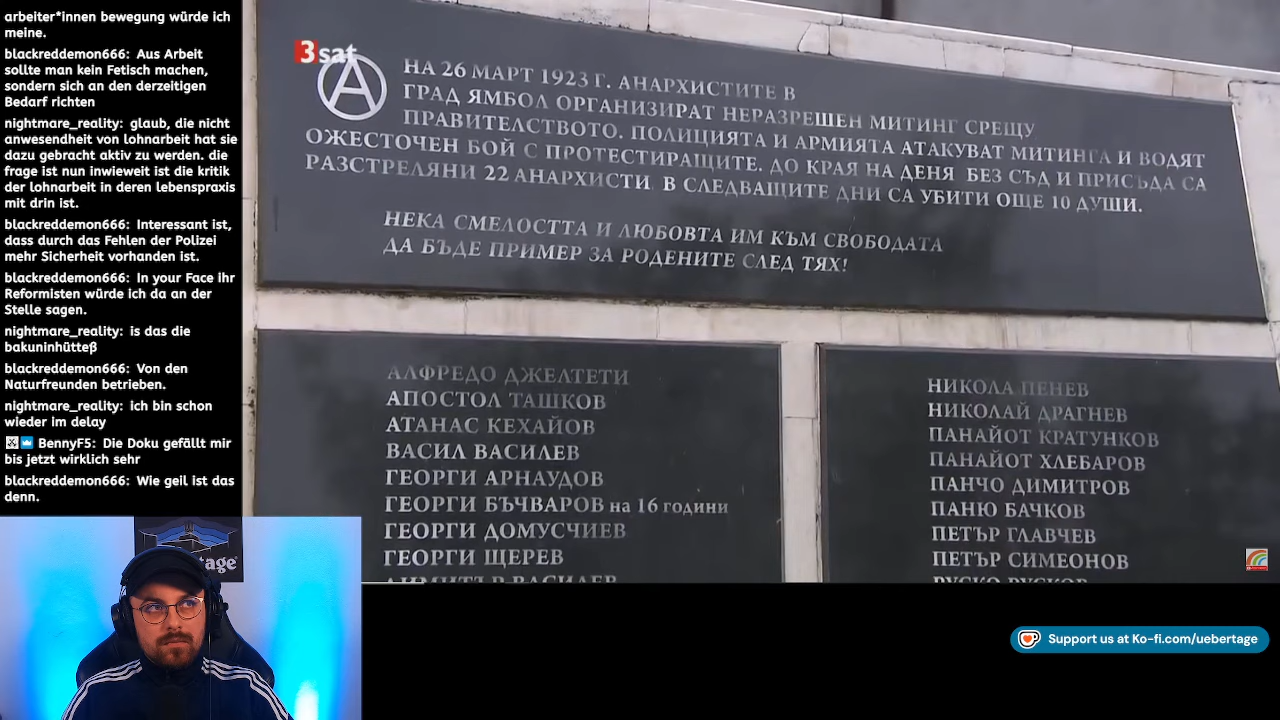 arbeiter*innen bewegung würde ich
meine.
blackreddemon666: Aus Arbeit
sollte man kein Fetisch machen,
sondern sich an den derzeitigen
Bedarf richten
nightmare_reality: glaub, die nicht
anwesendheit von lohnarbeit hat sie
dazu gebracht aktiv zu werden. die
frage ist nun inwieweit ist die kritik
der lohnarbeit in deren lebenspraxis
mit drin ist.
blackreddemon666: Interessant ist,
dass durch das Fehlen der Polizei
mehr Sicherheit vorhanden ist.
blackreddemon666: In your Face ihr
Reformisten würde ich da an der
Stelle sagen.
nightmare_reality: is das die
bakuninhütteß
blackreddemon666: Von den
Naturfreunden betrieben.
nightmare_reality: ich bin schon
wieder im delay
BennyF5: Die Doku gefällt mir
bis jetzt wirklich sehr
blackreddemon666: Wie geil ist das
denn.
3sat
НА 26 МАРТ 1923 Г. АНАРХИСТИТЕ В
ГРАД ЯМБОЛ ОРГАНИЗИРАТ НЕРАЗРЕШЕН МИТИНГ СРЕЩУ
ПРАВИТЕЛСТВОТО. ПОЛИЦИЯТА И АРМИЯТА АТАКУВАТ МИТИНГА И ВОДЯТ
ОЖЕСТОЧЕН БОЙ С ПРОТЕСТИРАЩИТЕ. ДО КРАЯ НА ДЕНЯ БЕЗ СЪД И ПРИСЪДА СА
РАЗСТРЕЛЯНИ 22 АНАРХИСТИ, В СЛЕДВАЩИТЕ ДНИ СА УБИТИ ОЩЕ 10 ДУШИ.
НЕКА СМЕЛОСТТА И ЛЮБОВТА ИМ КЪМ СВОБОДАТА
ДА БЪДЕ ПРИМЕР ЗА РОДЕНИТЕ СЛЕД ТЯХ!
АЛФРЕДО ДЖЕЛТЕТИ
АПОСТОЛ ТАШКОВ
АТАНАС КЕХАЙОВ
ВАСИЛ ВАСИЛЕВ
ГЕОРГИ АРНАУДОВ
ГЕОРГИ БЪЧВАРОВ на 16 години
ГЕОРГИ ДОМУСЧИЕВ
ГЕОРГИ ЩЕРЕВ
ДИМИТЪР ВАСИЛЕВ
НИКОЛА ПЕНЕВ
НИКОЛАЙ ДРАГНЕВ
ПАНАЙОТ КРАТУНКОВ
ПАНАЙОТ ХЛЕБАРОВ
ПАНЧО ДИМИТРОВ
ПАНЮ БАЧКОВ
ПЕТЪР ГЛАВЧЕВ
ПЕТЪР СИМЕОНОВ
РУСКО РУСКОВ
Support us at Ko-fi.com/uebertage